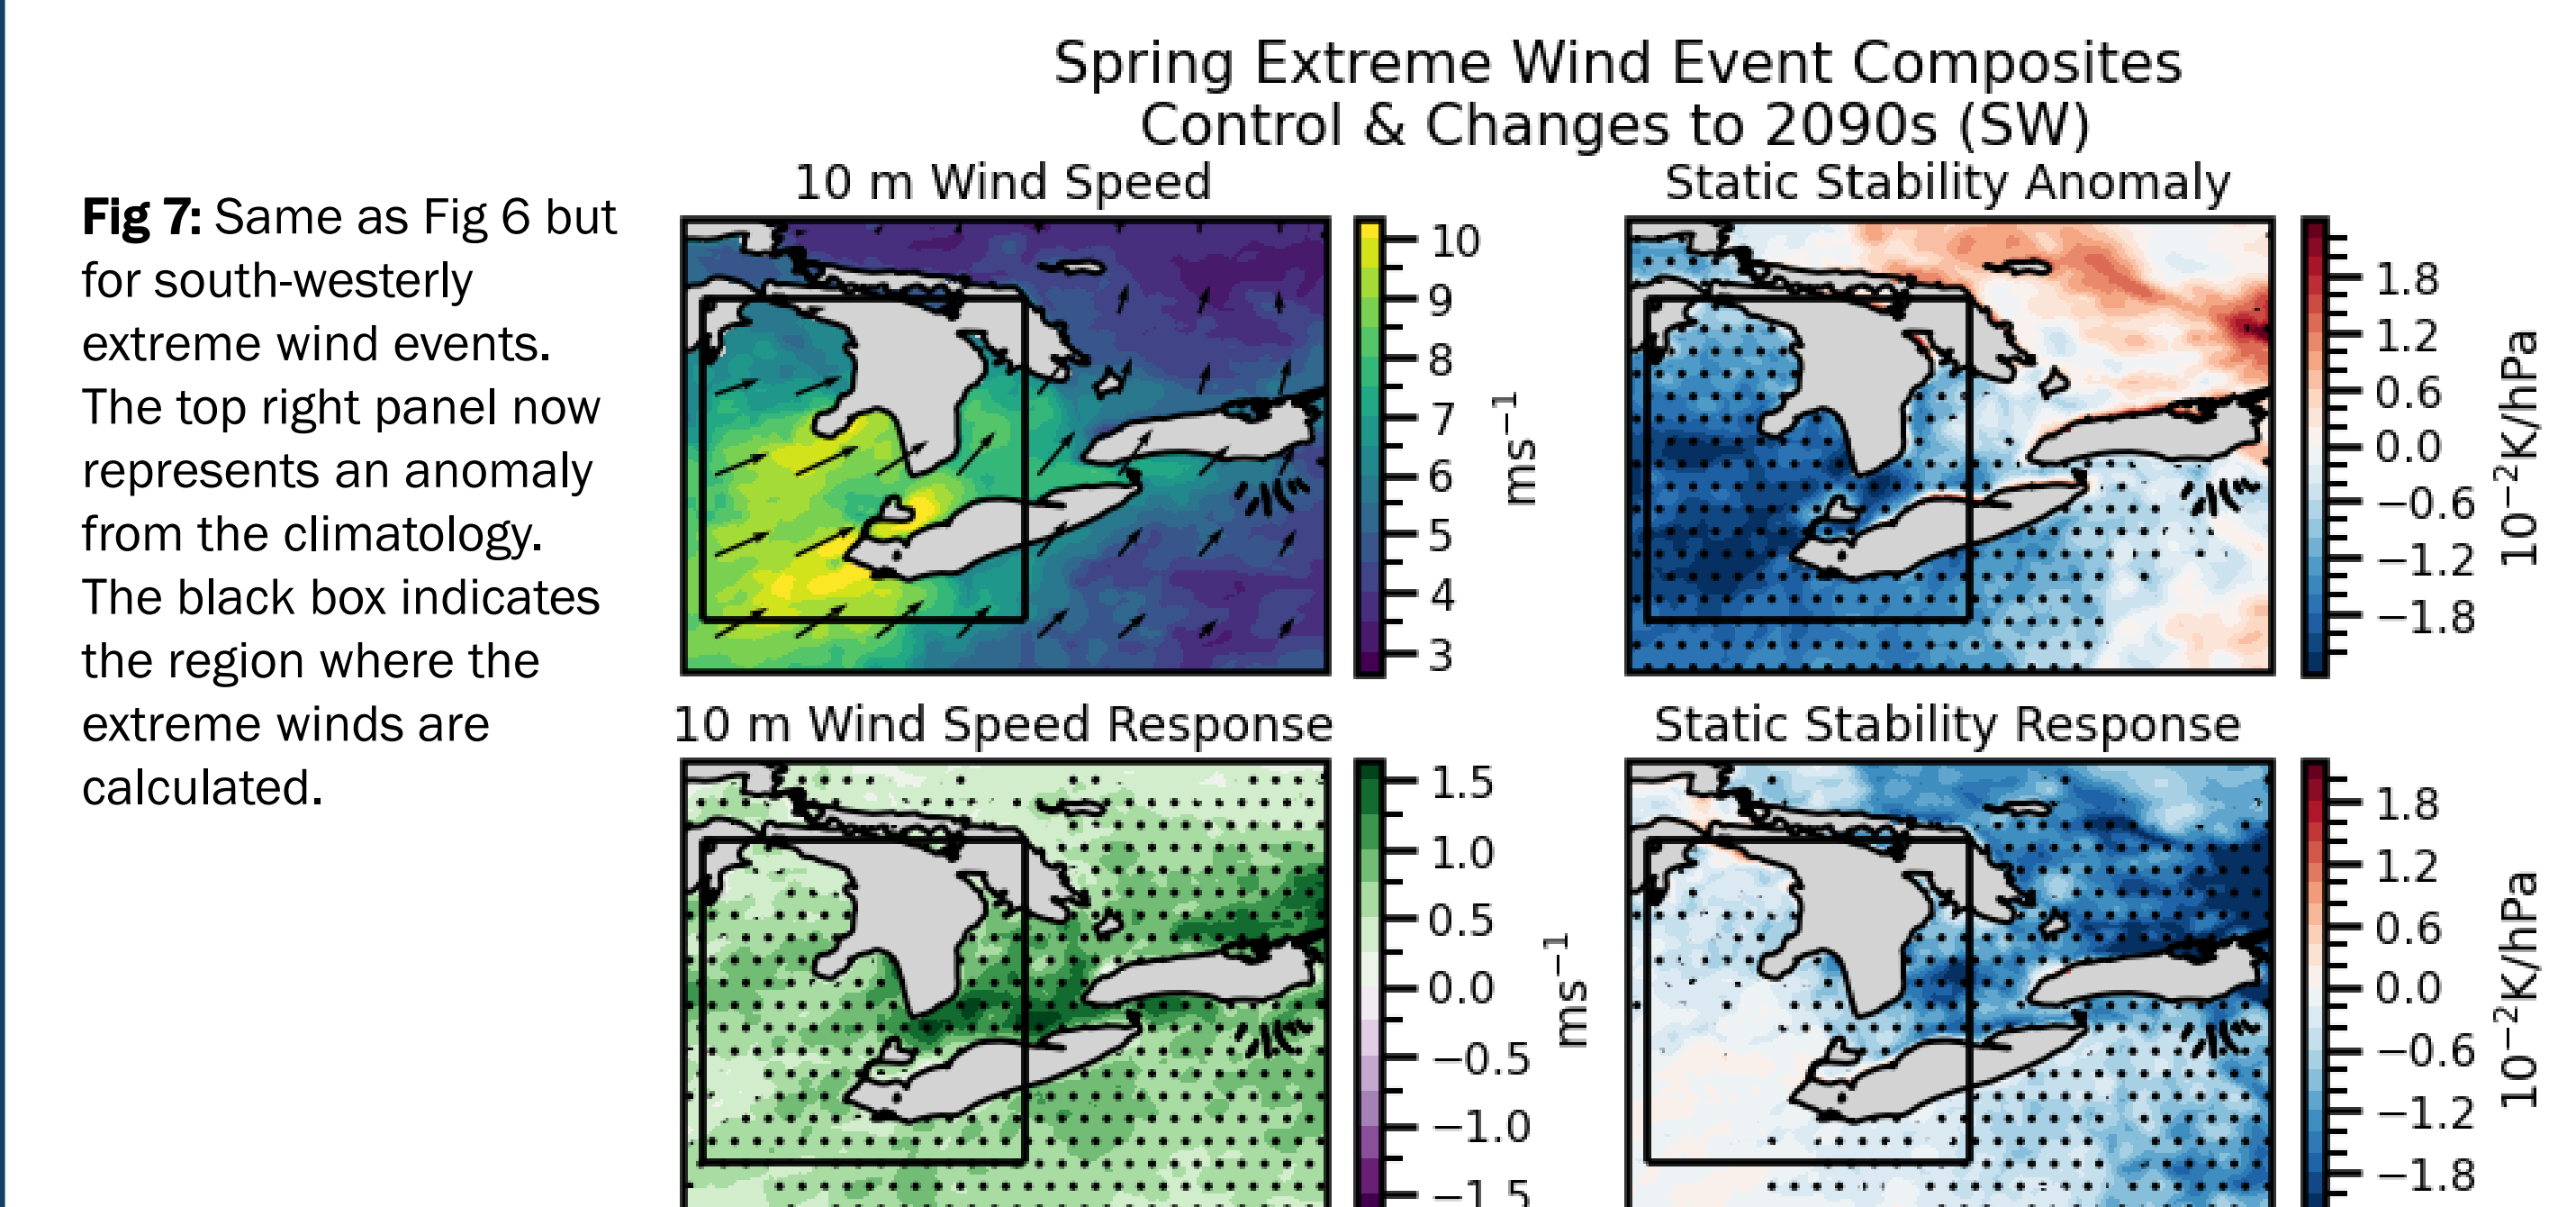 Spring Extreme Wind Event Composites
Control & Changes to 2090s (SW)
Fig 7: Same as Fig 6 but
for south-westerly
extreme wind events.
The top right panel now
represents an anomaly
from the climatology.
The black box indicates
the region where the
extreme winds are
calculated.
10 m Wind Speed
10
9
8
7
6
5
4
3
ms⁻¹
Static Stability Anomaly
1.8
1.2
0.6
0.0
−0.6
−1.2
−1.8
10⁻²K/hPa
10 m Wind Speed Response
1.5
1.0
0.5
0.0
−0.5
−1.0
−1.5
ms⁻¹
Static Stability Response
1.8
1.2
0.6
0.0
−0.6
−1.2
−1.8
10⁻²K/hPa